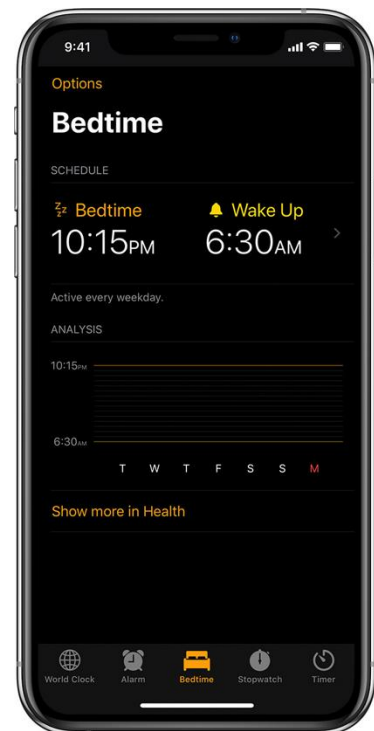 9:41
Options
Bedtime
SCHEDULE
zzz Bedtime Wake Up
10:15PM 6:30AM
Active every weekday.
ANALYSIS
10:15PM
6:30AM
T W T F S S M
Show more in Health
World Clock Alarm Bedtime Stopwatch Timer